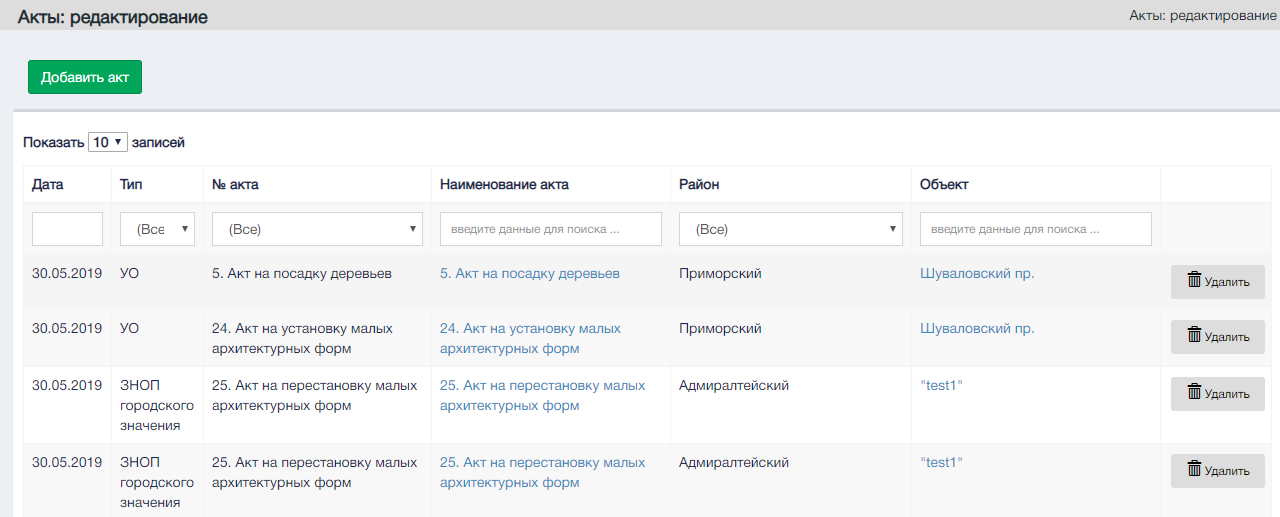 Акты: редактирование
Акты: редактирование
Добавить акт
Показать 10 записей
Дата Тип № акта Наименование акта Район Объект
(Все (Все) введите данные для поиска ... (Все) введите данные для поиска ...
30.05.2019 УО 5. Акт на посадку деревьев 5. Акт на посадку деревьев Приморский Шуваловский пр. Удалить
30.05.2019 УО 24. Акт на установку малых 24. Акт на установку малых Приморский Шуваловский пр. Удалить
архитектурных форм архитектурных форм
30.05.2019 ЗНОП 25. Акт на перестановку малых 25. Акт на перестановку малых Адмиралтейский "test1" Удалить
городского архитектурных форм архитектурных форм
значения
30.05.2019 ЗНОП 25. Акт на перестановку малых 25. Акт на перестановку малых Адмиралтейский "test1" Удалить
городского архитектурных форм архитектурных форм
значения